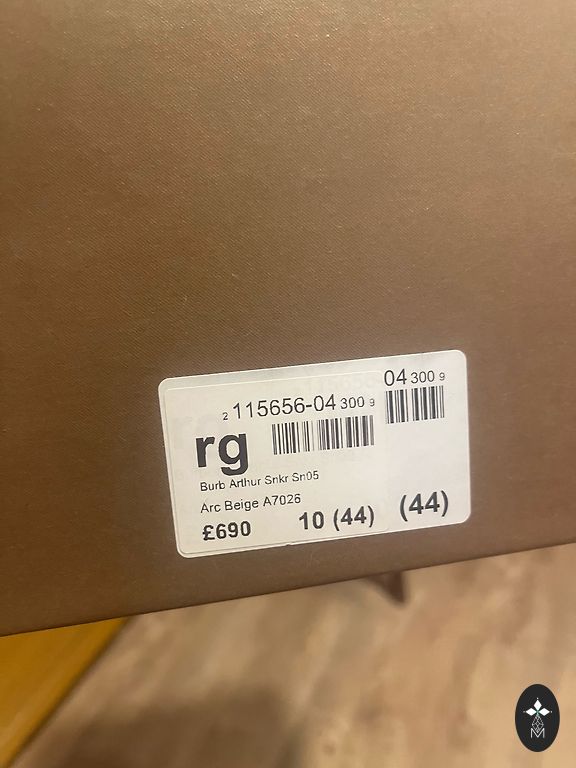 2 115656-04 300 9
04 300 9
rg
Burb Arthur Snkr Sn05
Arc Beige A7026
£690 10 (44) (44)
M